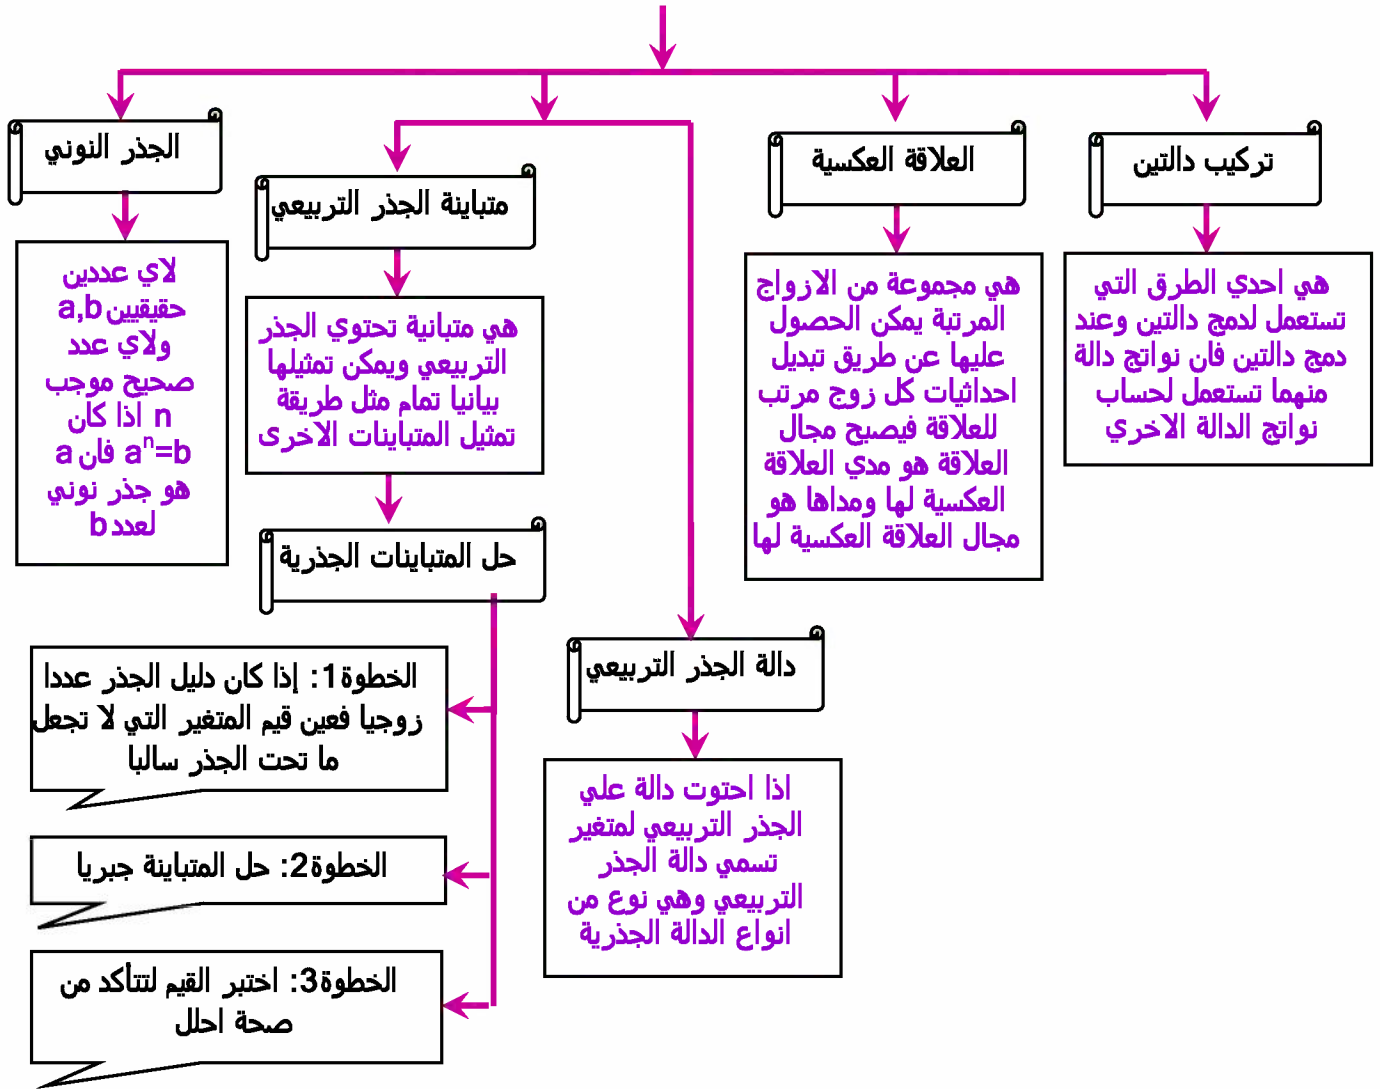 تركيب دالتين
هي احدي الطرق التي
تستعمل لدمج دالتين وعند
دمج دالتين فان نواتج دالة
منهما تستعمل لحساب
نواتج الدالة الاخري
العلاقة العكسية
هي مجموعة من الازواج
المرتبة يمكن الحصول
عليها عن طريق تبديل
احداثيات كل زوج مرتب
للعلاقة فيصبح مجال
العلاقة هو مدي العلاقة
العكسية لها ومداها هو
مجال العلاقة العكسية لها
دالة الجذر التربيعي
اذا احتوت دالة علي
الجذر التربيعي لمتغير
تسمي دالة الجذر
التربيعي وهي نوع من
انواع الدالة الجذرية
متباينة الجذر التربيعي
هي متبانية تحتوي الجذر
التربيعي ويمكن تمثيلها
بيانيا تمام مثل طريقة
تمثيل المتباينات الاخرى
حل المتباينات الجذرية
الخطوة1: إذا كان دليل الجذر عددا
زوجيا فعين قيم المتغير التي لا تجعل
ما تحت الجذر سالبا
الخطوة2: حل المتباينة جبريا
الخطوة3: اختبر القيم لتتأكد من
صحة احلل
الجذر النوني
لاي عددين
حقيقيين a,b
ولاي عدد
صحيح موجب
n اذا كان
aⁿ=b فان a
هو جذر نوني
لعدد b